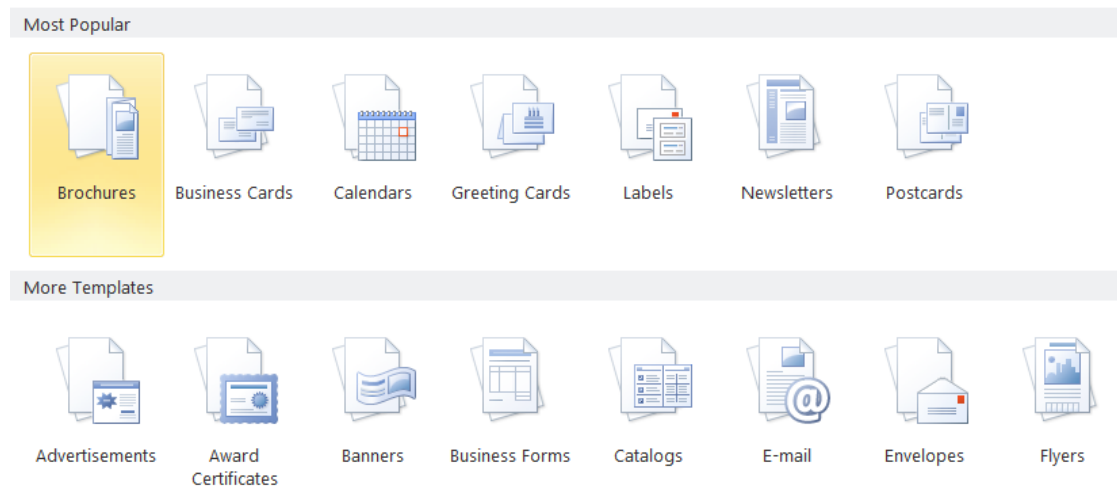 Most Popular
Brochures
Business Cards
Calendars
Greeting Cards
Labels
Newsletters
Postcards
More Templates
Advertisements
Award
Certificates
Banners
Business Forms
Catalogs
E-mail
Envelopes
Flyers